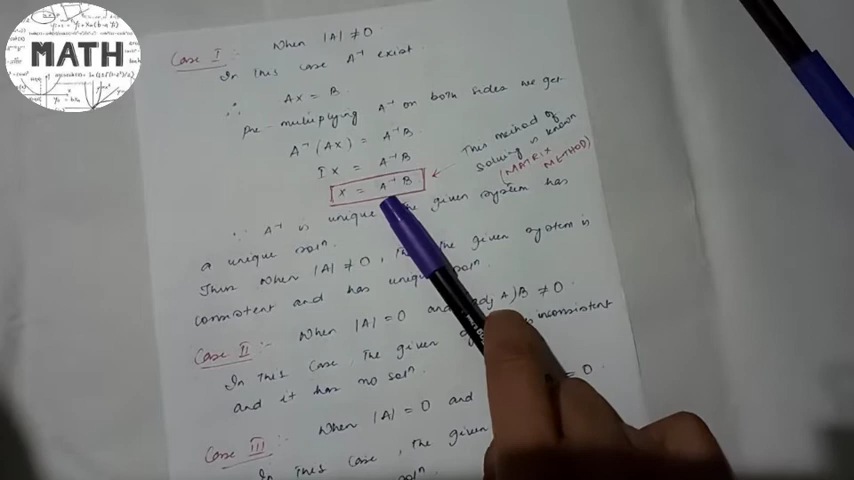 MATH
Case I :- When |A| ≠ 0
In this case A⁻¹ exist.
∴ AX = B
Pre-multiplying A⁻¹ on both sides we get
A⁻¹(AX) = A⁻¹B
IX = A⁻¹B
X = A⁻¹B
This method of
solving is known
(MATRIX METHOD)
∵ A⁻¹ is unique the given system has
a unique soln.
Thus when |A| ≠ 0, the given system is
consistent and has unique soln.
Case II :- When |A| = 0 and A)B ≠ 0
In this case, the given inconsistent
and it has no soln.
Case III :- When |A| = 0 and = 0.
In this case, the given
soln.